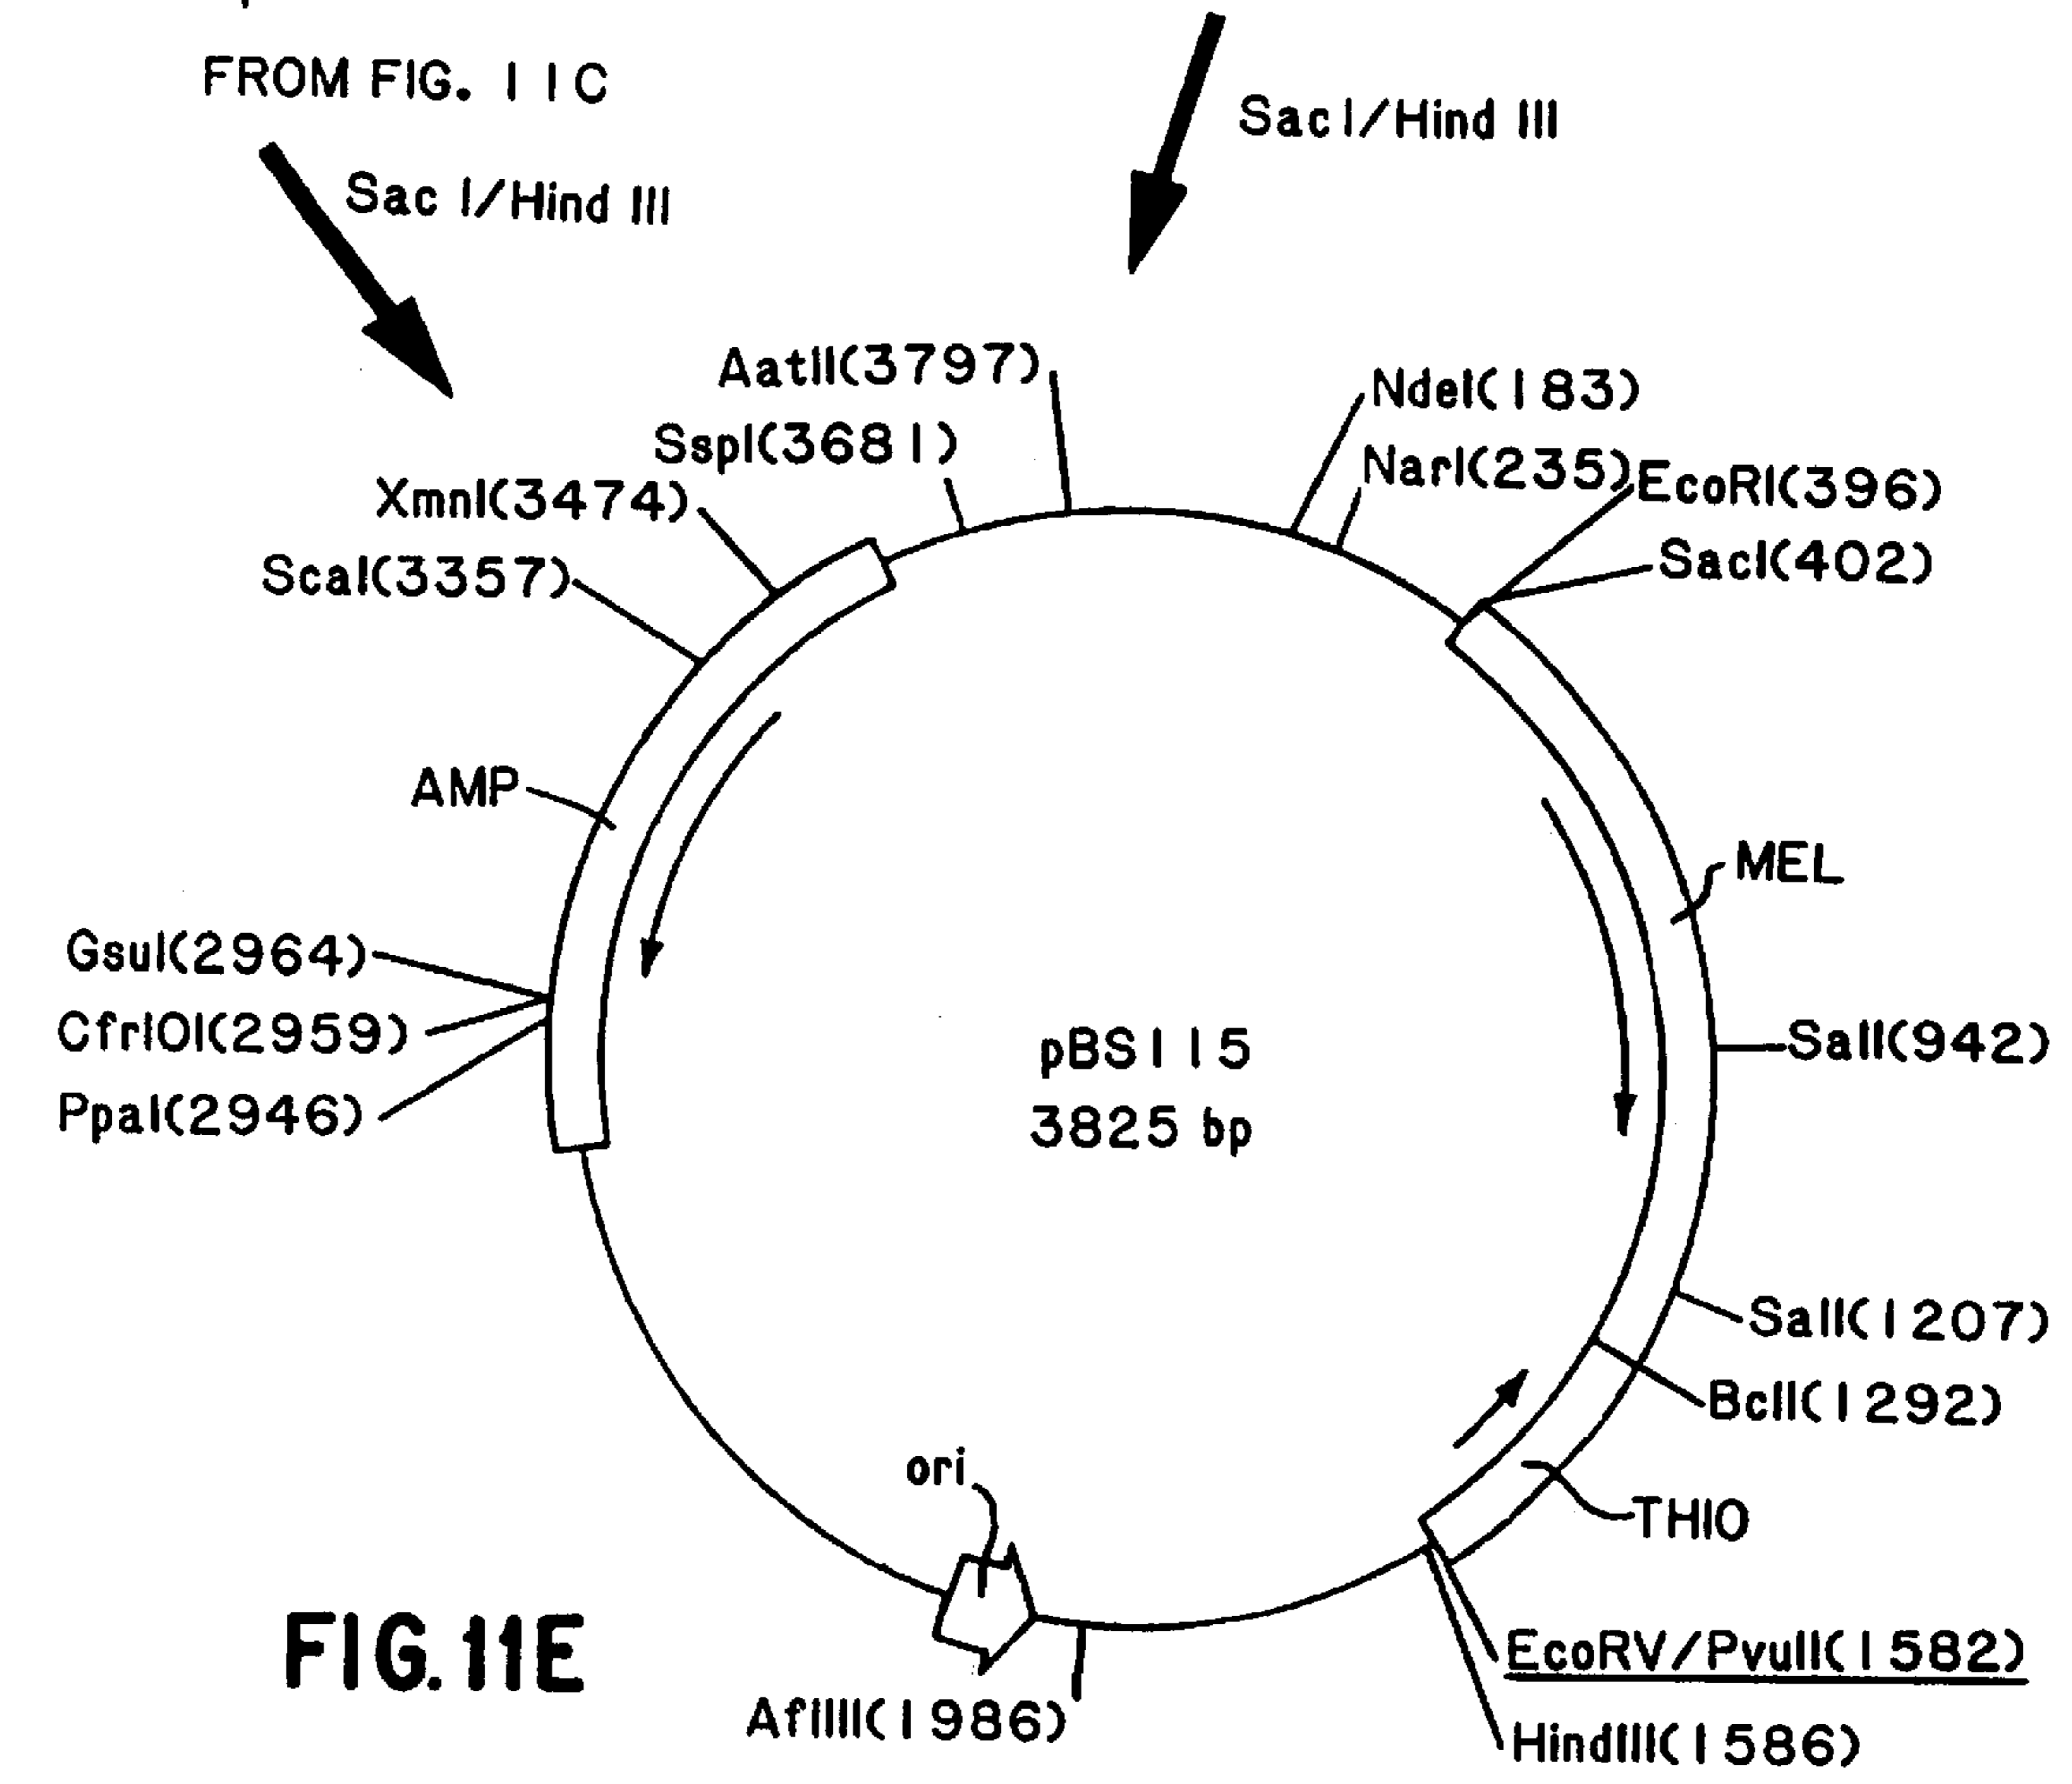 FROM FIG. 11C
Sac I/Hind III
SacI/Hind III
AatII(3797)
SspI(3681)
XmnI(3474)
ScaI(3357)
NdeI(183)
NarI(235)
EcoRI(396)
SacI(402)
AMP
MEL
GsuI(2964)
Cfr10I(2959)
PpaI(2946)
pBS115
3825 bp
SalI(942)
SalI(1207)
BclI(1292)
ori
THIO
EcoRV/PvuII(1582)
AflIII(1986)
HindIII(1586)
FIG.11E